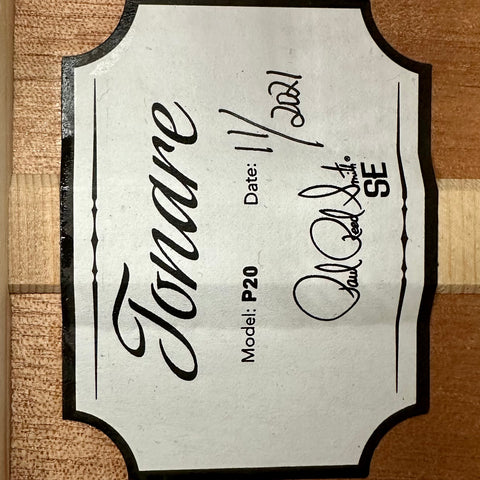 Tonare
Model: P20 Date: 11/2021
Paul Reed Smith®
SE